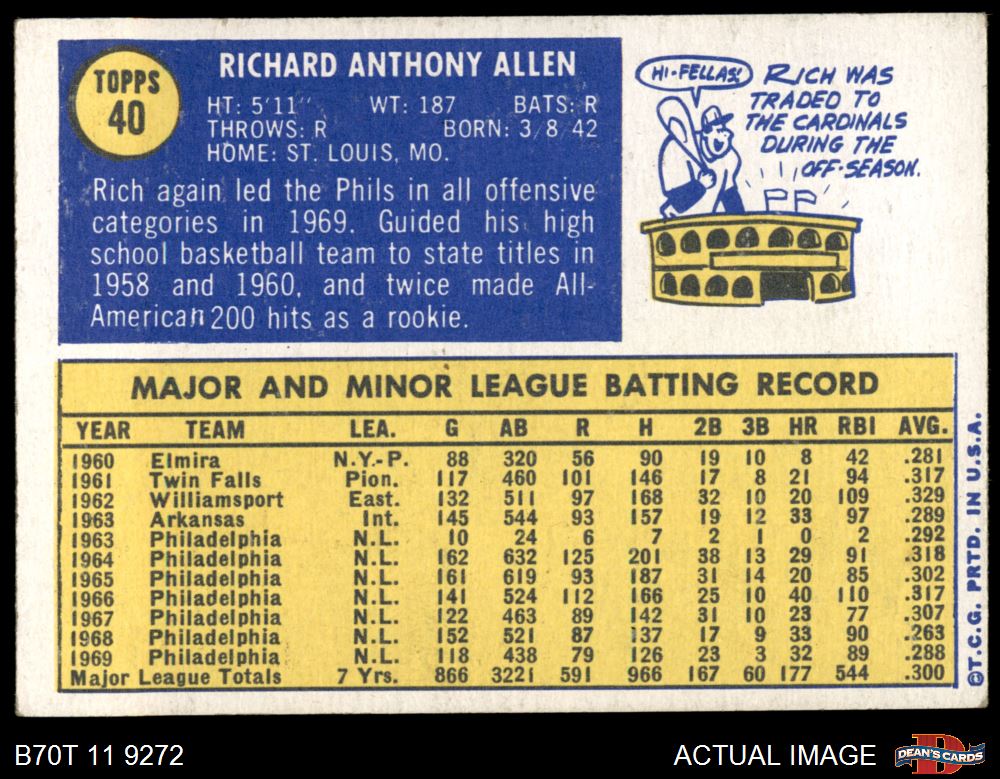 TOPPS
40
RICHARD ANTHONY ALLEN
HT: 5'11" WT: 187 BATS: R
THROWS: R BORN: 3/8/42
HOME: ST. LOUIS, MO.
Rich again led the Phils in all offensive
categories in 1969. Guided his high
school basketball team to state titles in
1958 and 1960, and twice made All-
American 200 hits as a rookie.
HI-FELLAS!
RICH WAS
TRADED TO
THE CARDINALS
DURING THE
OFF-SEASON.
MAJOR AND MINOR LEAGUE BATTING RECORD
YEAR TEAM LEA. G AB R H 2B 3B HR RBI AVG.
1960 Elmira N.Y.-P. 88 320 56 90 19 10 8 42 .281
1961 Twin Falls Pion. 117 460 101 146 17 8 21 94 .317
1962 Williamsport East. 132 511 97 168 32 10 20 109 .329
1963 Arkansas Int. 145 544 93 157 19 12 33 97 .289
1963 Philadelphia N.L. 10 24 6 7 2 1 0 2 .292
1964 Philadelphia N.L. 162 632 125 201 38 13 29 91 .318
1965 Philadelphia N.L. 161 619 93 187 31 14 20 85 .302
1966 Philadelphia N.L. 141 524 112 166 25 10 40 110 .317
1967 Philadelphia N.L. 122 463 89 142 31 10 23 77 .307
1968 Philadelphia N.L. 152 521 87 137 17 9 33 90 .263
1969 Philadelphia N.L. 118 438 79 126 23 3 32 89 .288
Major League Totals 7 Yrs. 866 3221 591 966 167 60 177 544 .300
©T.C.G. PRTD. IN U.S.A.
B70T 11 9272
ACTUAL IMAGE
D
DEAN'S CARDS